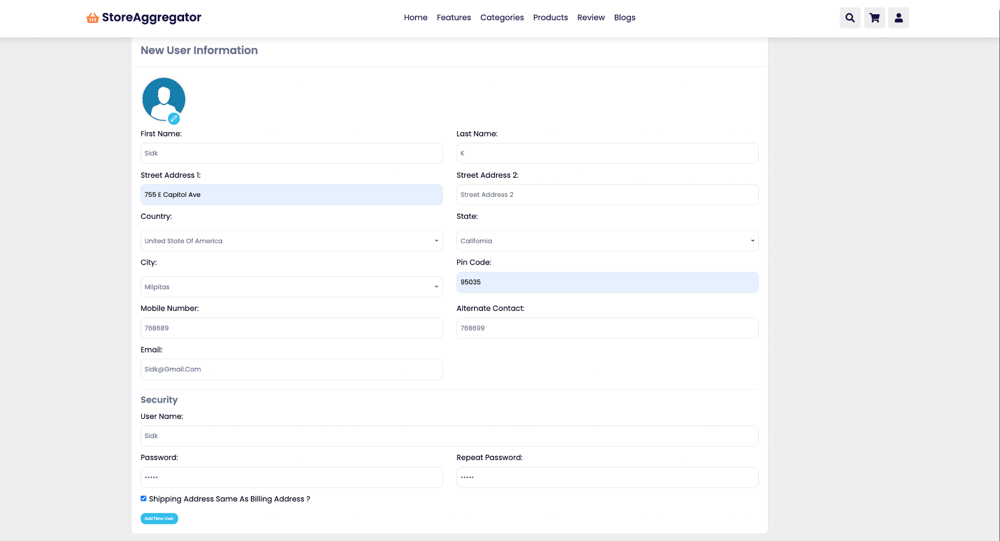 StoreAggregator
Home Features Categories Products Review Blogs
New User Information
First Name: Last Name:
Sidk K
Street Address 1: Street Address 2:
755 E Capitol Ave Street Address 2
Country: State:
United State Of America California
City: Pin Code:
Milpitas 95035
Mobile Number: Alternate Contact:
768689 768699
Email:
Sidk@Gmail.Com
Security
User Name:
Sidk
Password: Repeat Password:
••••• •••••
Shipping Address Same As Billing Address ?
Add New User